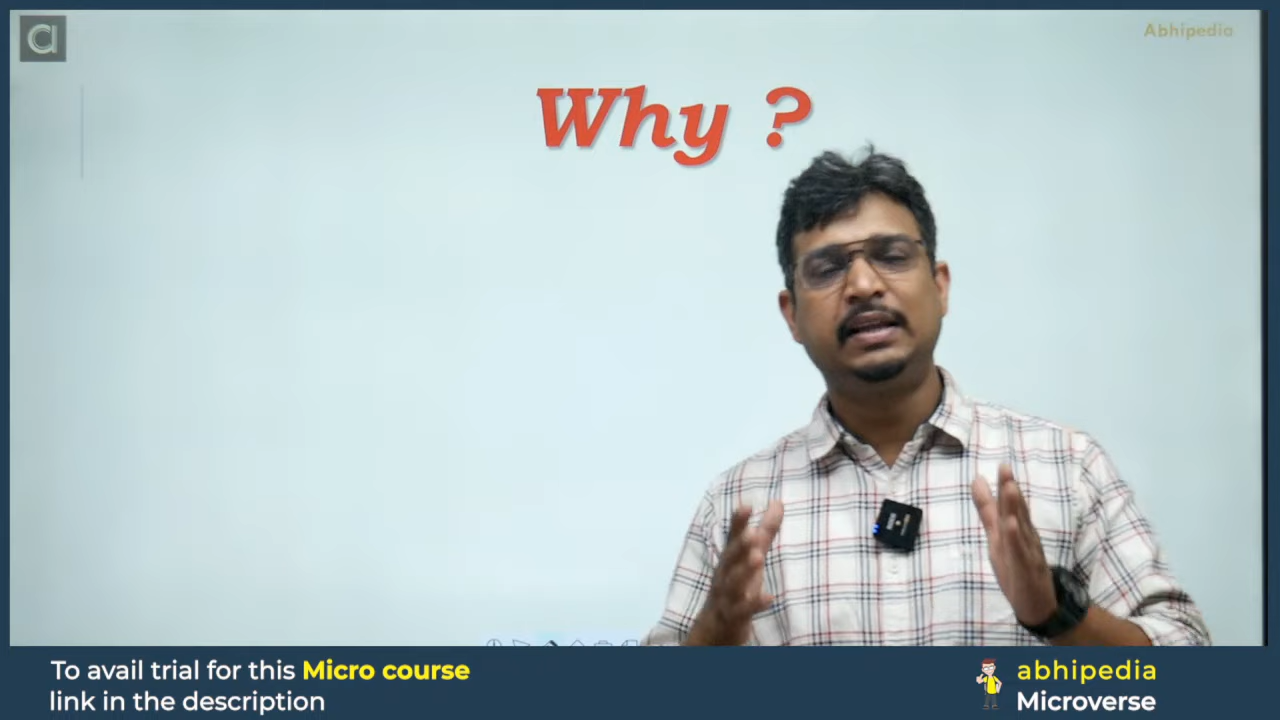 Abhipedia
Why ?
To avail trial for this Micro course
link in the description
abhipedia
Microverse